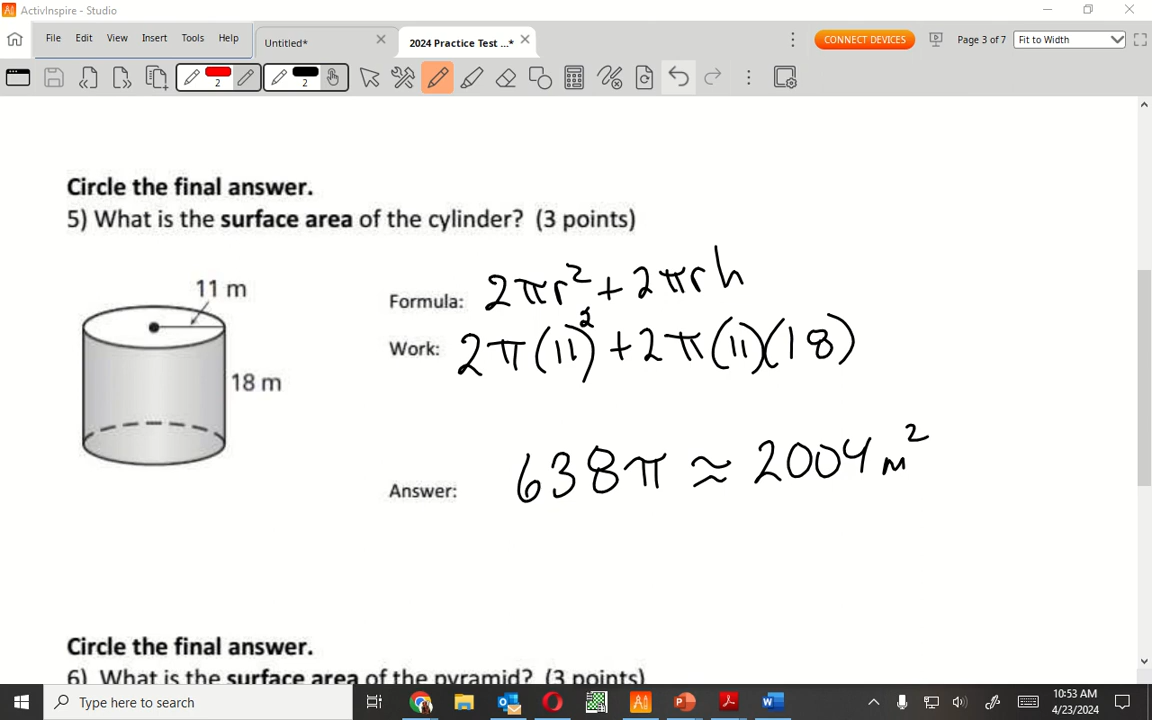 ActivInspire - Studio
File Edit View Insert Tools Help
Untitled*
2024 Practice Test ...*
CONNECT DEVICES
Page 3 of 7
Fit to Width
2
2
Circle the final answer.
5) What is the surface area of the cylinder? (3 points)
11 m
18 m
Formula: 2πr² + 2πrh
Work: 2π(11)² + 2π(11)(18)
Answer: 638π ≈ 2004 m²
Circle the final answer.
6) What is the surface area of the pyramid? (3 points)
Type here to search
10:53 AM
4/23/2024